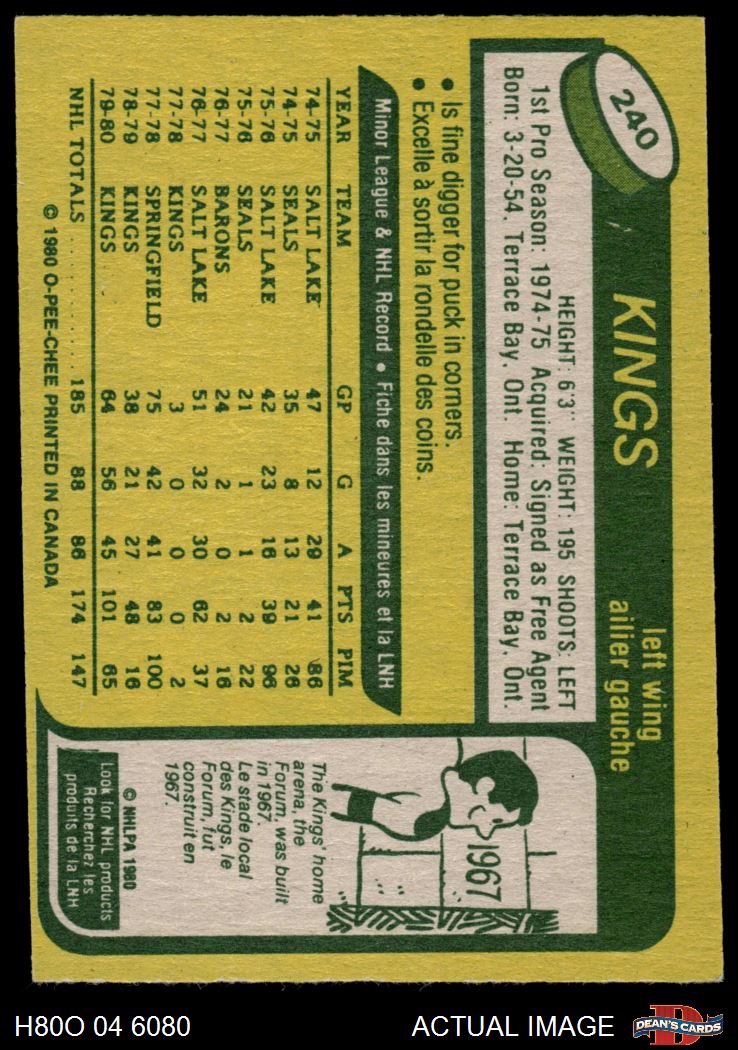 240
KINGS
left wing
ailier gauche
HEIGHT: 6'3" WEIGHT: 195 SHOOTS: LEFT
1st Pro Season: 1974-75 Acquired: Signed as Free Agent
Born: 3-20-54, Terrace Bay, Ont. Home: Terrace Bay, Ont.
• Is fine digger for puck in corners.
• Excelle à sortir la rondelle des coins.
Minor League & NHL Record • Fiche dans les mineures et la LNH
YEAR TEAM GP G A PTS PIM
74-75 SALT LAKE 47 12 29 41 86
74-75 SEALS 35 8 13 21 26
75-76 SALT LAKE 42 23 16 39 96
75-76 SEALS 21 1 1 2 22
76-77 BARONS 24 2 0 2 16
76-77 SALT LAKE 51 32 30 62 37
77-78 KINGS 3 0 0 0 2
77-78 SPRINGFIELD 75 42 41 83 100
78-79 KINGS 38 21 27 48 16
79-80 KINGS 64 56 45 101 65
NHL TOTALS 185 88 86 174 147
© 1980 O-PEE-CHEE PRINTED IN CANADA
1967
The Kings' home
arena, the
Forum, was built
in 1967.
Le stade local
des Kings, le
Forum, fut
construit en
1967.
© NHLPA 1980
Look for NHL products
Recherchez les
produits de la LNH
H80O 04 6080
ACTUAL IMAGE
D
DEAN'S CARDS